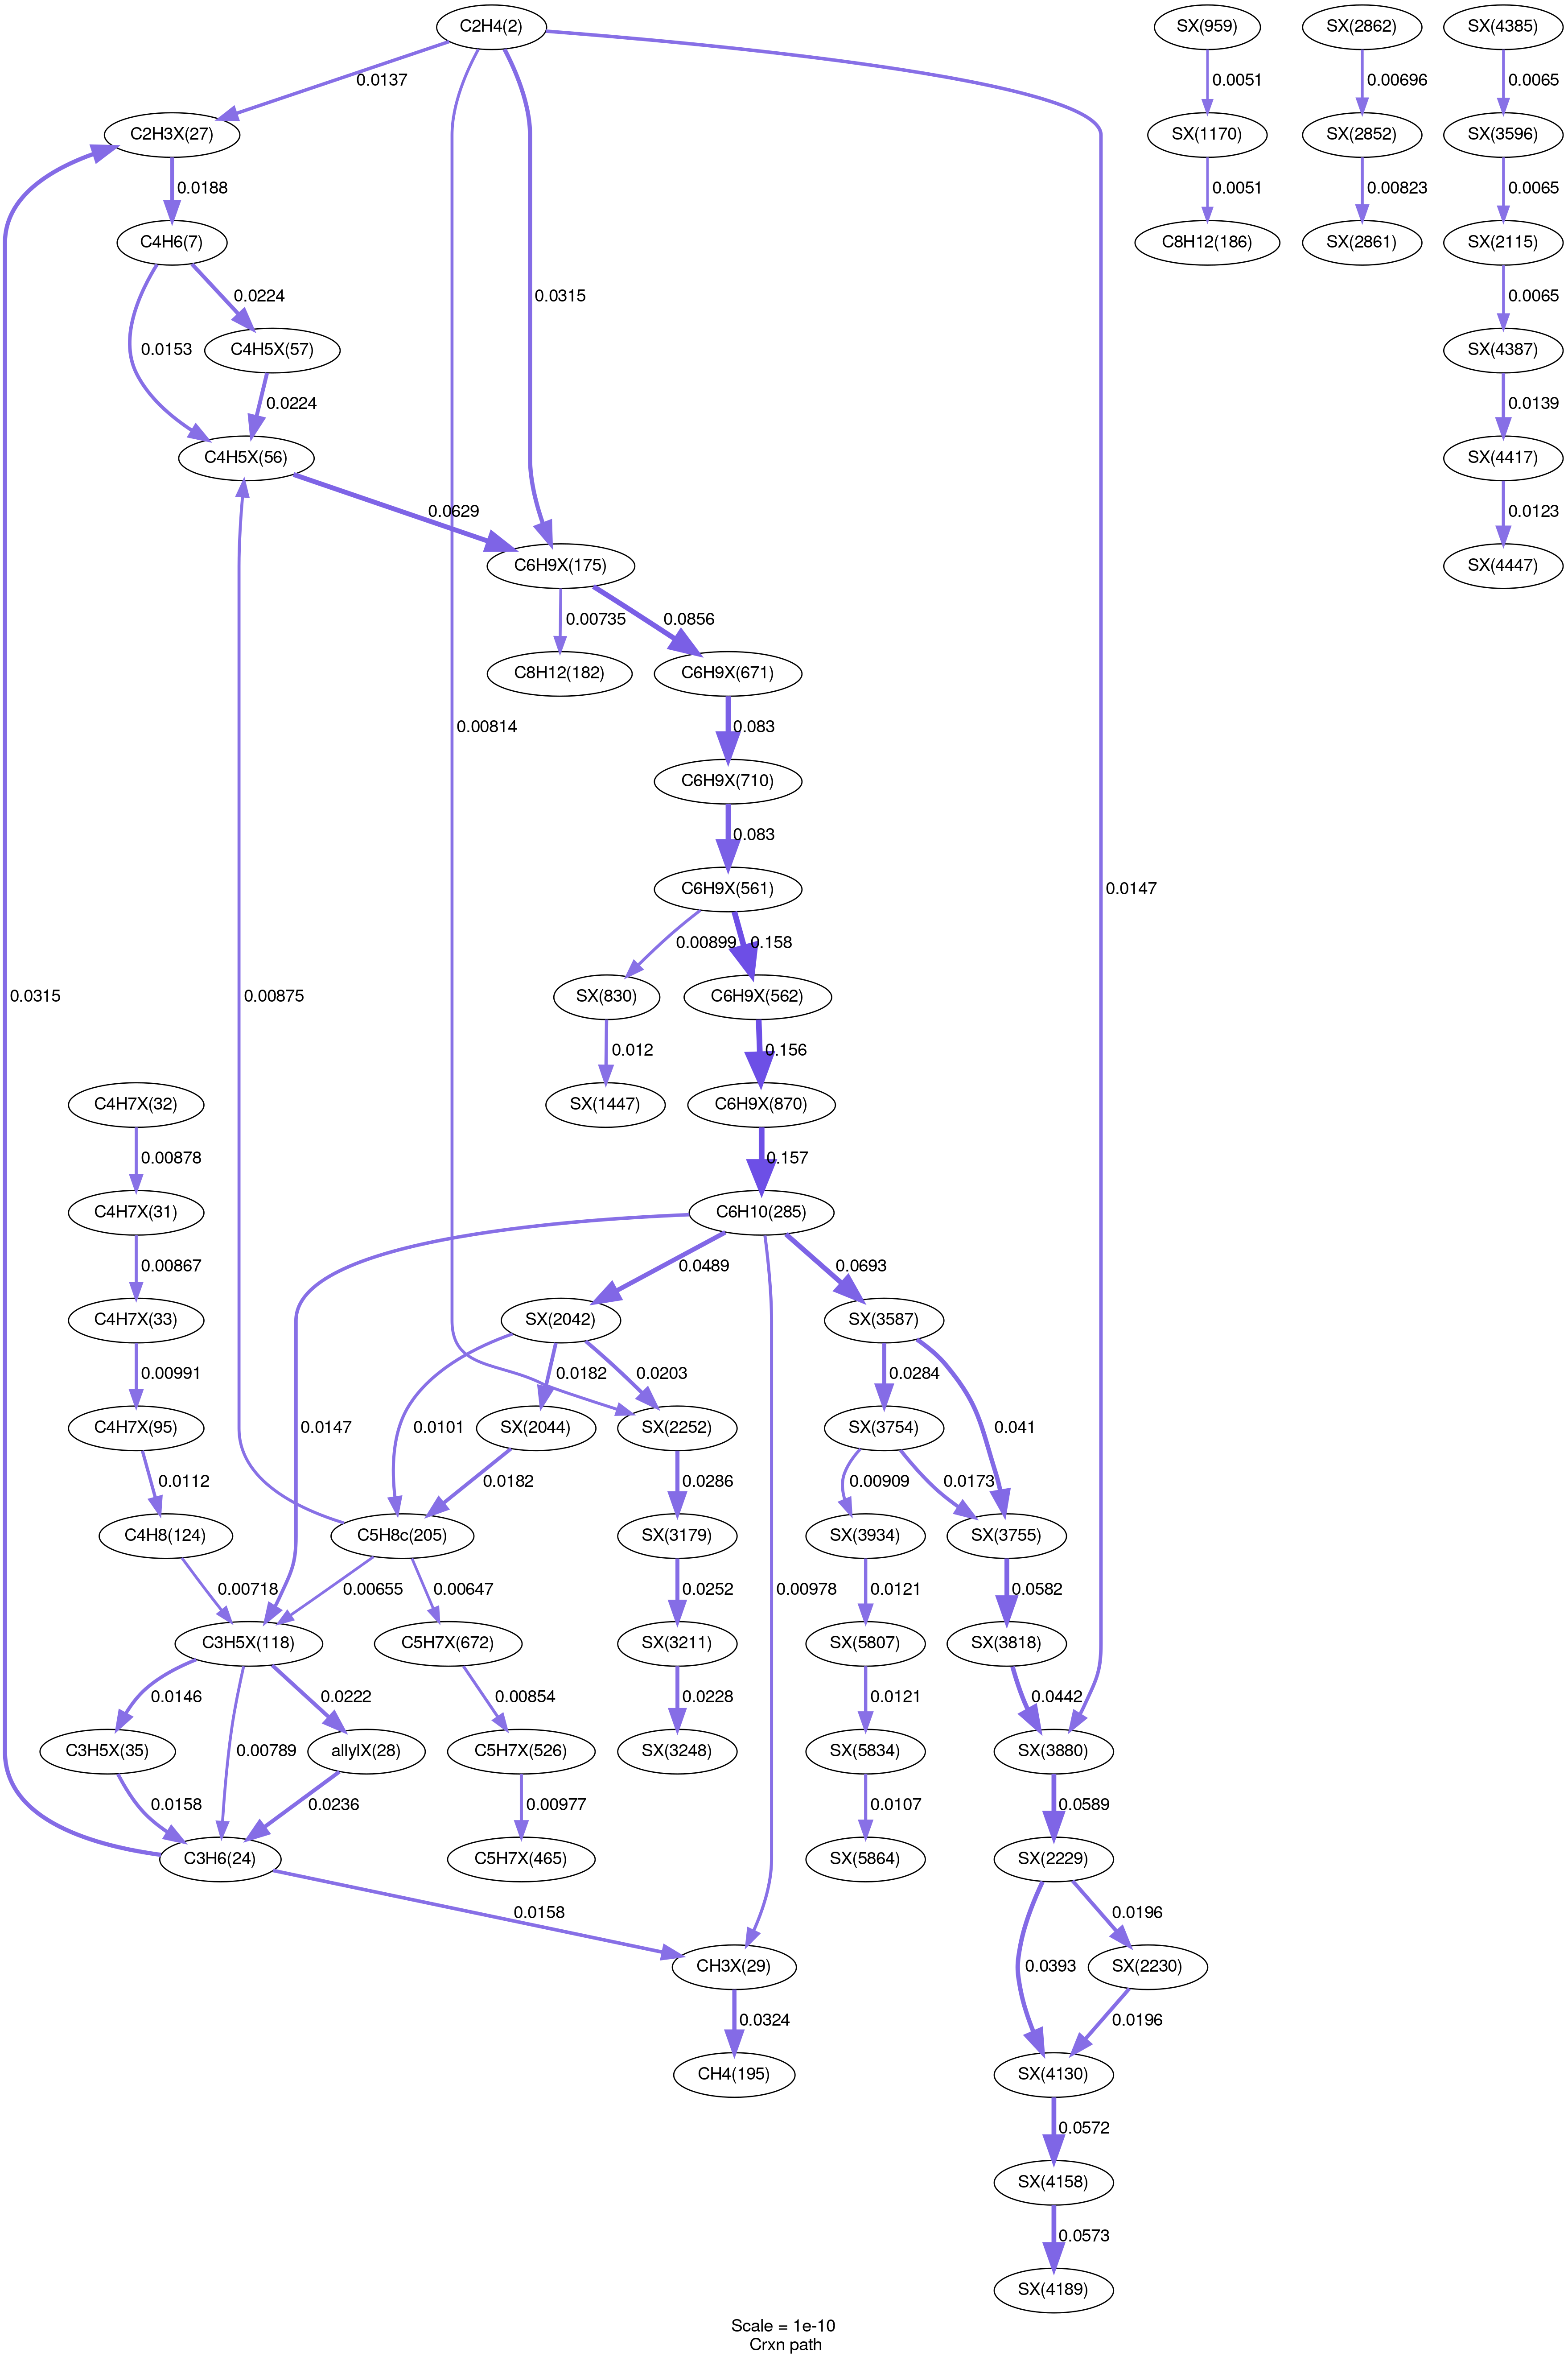 C2H4(2)
SX(959)
SX(2862)
SX(4385)
0.0137
0.0051
0.00696
0.0065
C2H3X(27)
SX(1170)
SX(2852)
SX(3596)
0.0188
0.0051
0.00823
0.0065
C4H6(7)
C8H12(186)
SX(2861)
SX(2115)
0.0224
0.0315
0.0065
0.0153
C4H5X(57)
SX(4387)
0.0224
0.0139
C4H5X(56)
SX(4417)
0.0629
0.0123
C6H9X(175)
SX(4447)
0.00735
0.0856
C8H12(182)
C6H9X(671)
0.00814
0.083
C6H9X(710)
0.083
C6H9X(561)
0.0147
0.00899
0.158
0.0315
0.00875
SX(830)
C6H9X(562)
0.012
0.156
C4H7X(32)
SX(1447)
C6H9X(870)
0.00878
0.157
C4H7X(31)
C6H10(285)
0.00867
0.0489
0.0693
C4H7X(33)
SX(2042)
SX(3587)
0.00991
0.0182
0.0203
0.0284
C4H7X(95)
0.0147
0.0101
SX(2044)
SX(2252)
SX(3754)
0.041
0.0112
0.0182
0.0286
0.00909
0.0173
C4H8(124)
C5H8c(205)
SX(3179)
SX(3934)
SX(3755)
0.00718
0.00655
0.00647
0.0252
0.00978
0.0121
0.0582
C3H5X(118)
C5H7X(672)
SX(3211)
SX(5807)
SX(3818)
0.0146
0.0222
0.00854
0.0228
0.0121
0.0442
C3H5X(35)
0.00789
allylX(28)
C5H7X(526)
SX(3248)
SX(5834)
SX(3880)
0.0158
0.0236
0.00977
0.0107
0.0589
C3H6(24)
C5H7X(465)
SX(5864)
SX(2229)
0.0158
0.0196
CH3X(29)
0.0393
SX(2230)
0.0324
0.0196
CH4(195)
SX(4130)
0.0572
SX(4158)
0.0573
SX(4189)
Scale = 1e-10
Crxn path